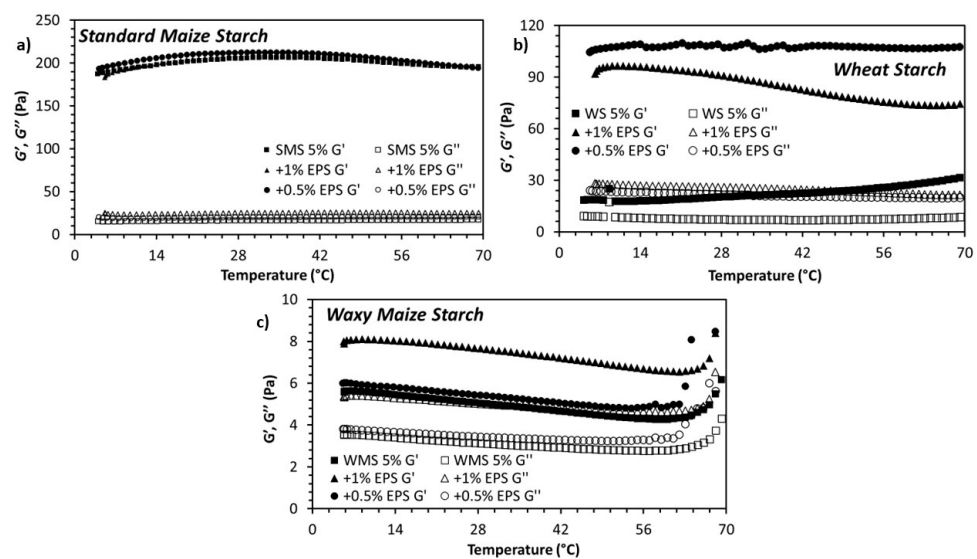 a)
Standard Maize Starch
250
200
150
100
50
0
G′, G′′ (Pa)
SMS 5% G'
SMS 5% G''
+1% EPS G'
+1% EPS G''
+0.5% EPS G'
+0.5% EPS G''
0 14 28 42 56 70
Temperature (°C)
b)
Wheat Starch
120
90
60
30
0
G′, G′′ (Pa)
WS 5% G'
WS 5% G''
+1% EPS G'
+1% EPS G''
+0.5% EPS G'
+0.5% EPS G''
0 14 28 42 56 70
Temperature (°C)
c)
Waxy Maize Starch
10
8
6
4
2
0
G′, G′′ (Pa)
WMS 5% G'
WMS 5% G''
+1% EPS G'
+1% EPS G''
+0.5% EPS G'
+0.5% EPS G''
0 14 28 42 56 70
Temperature (°C)